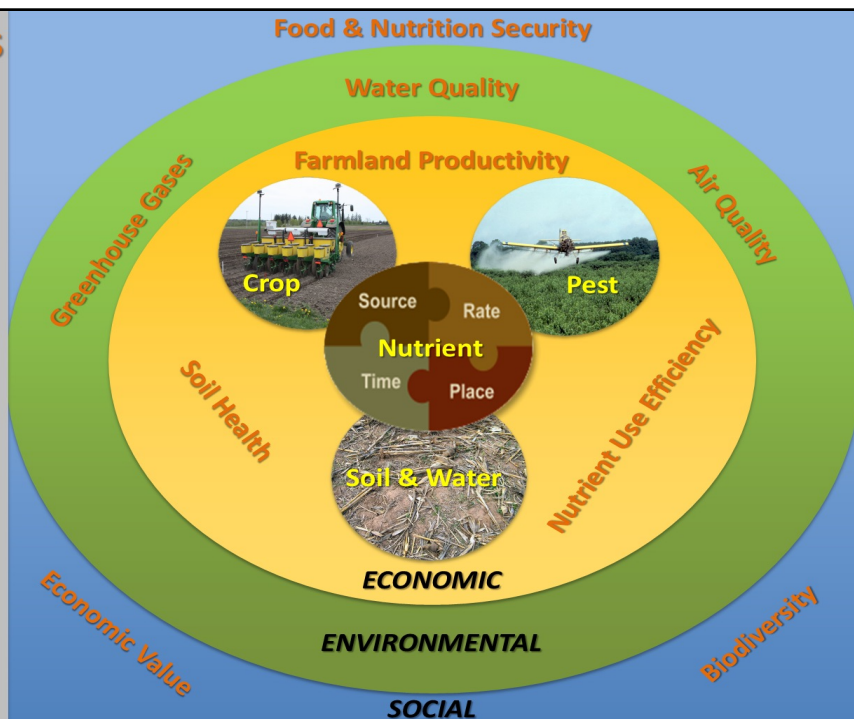 Food & Nutrition Security
Water Quality
Farmland Productivity
Greenhouse Gases
Air Quality
Crop
Pest
Source
Rate
Nutrient
Time
Place
Soil Health
Nutrient Use Efficiency
Soil & Water
ECONOMIC
Economic Value
ENVIRONMENTAL
Biodiversity
SOCIAL